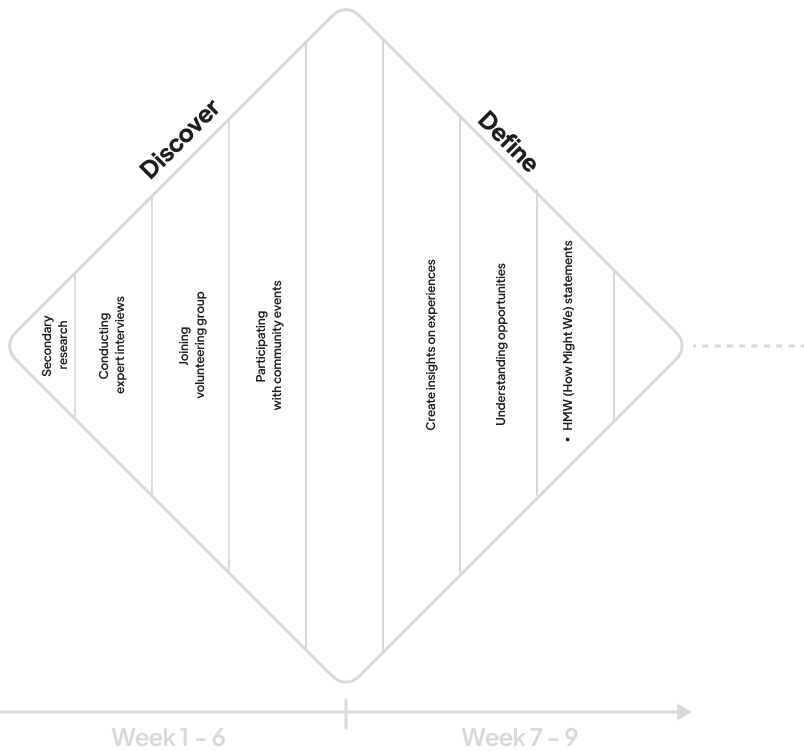 Discover
Define
Secondary
research
Conducting
expert interviews
Joining
volunteering group
Participating
with community events
Create insights on experiences
Understanding opportunities
• HMW (How Might We) statements
Week 1 – 6
Week 7 – 9